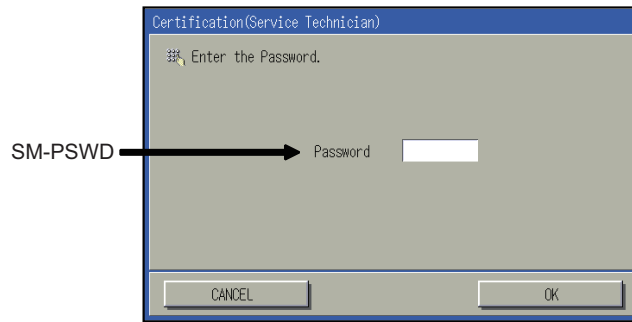 Certification(Service Technician)
Enter the Password.
SM-PSWD
Password
CANCEL
OK